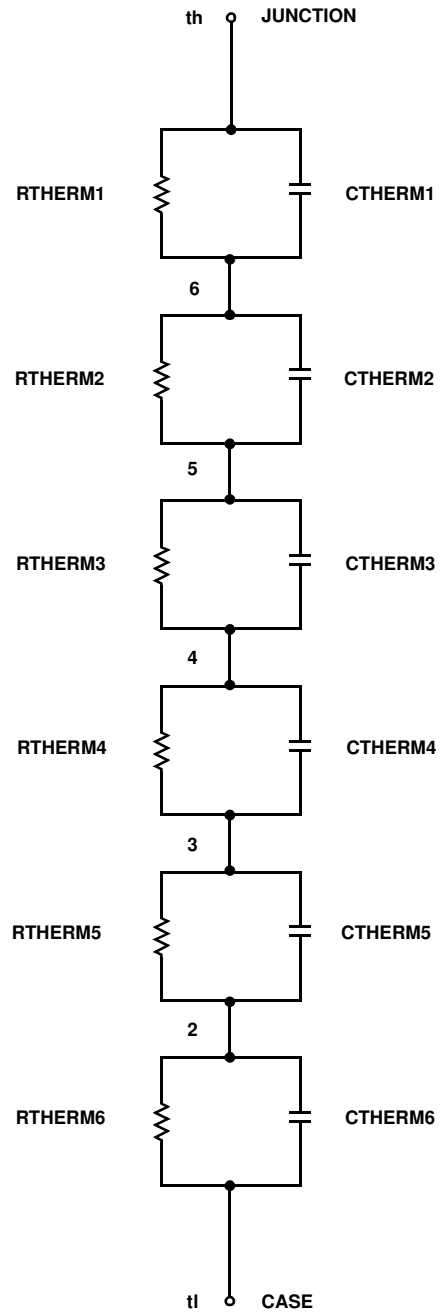 th JUNCTION
RTHERM1 CTHERM1
6
RTHERM2 CTHERM2
5
RTHERM3 CTHERM3
4
RTHERM4 CTHERM4
3
RTHERM5 CTHERM5
2
RTHERM6 CTHERM6
tl CASE